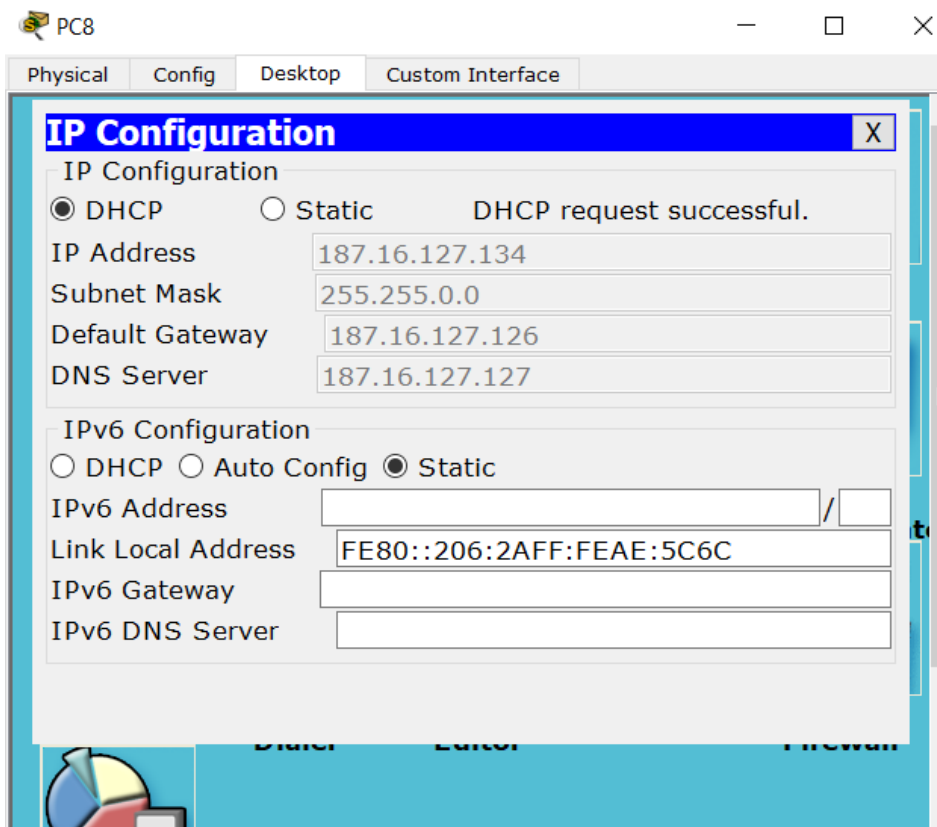 PC8
Physical Config Desktop Custom Interface
IP Configuration X
IP Configuration
DHCP Static DHCP request successful.
IP Address 187.16.127.134
Subnet Mask 255.255.0.0
Default Gateway 187.16.127.126
DNS Server 187.16.127.127
IPv6 Configuration
DHCP Auto Config Static
IPv6 Address /
Link Local Address FE80::206:2AFF:FEAE:5C6C
IPv6 Gateway
IPv6 DNS Server
Dialer Editor Firewall